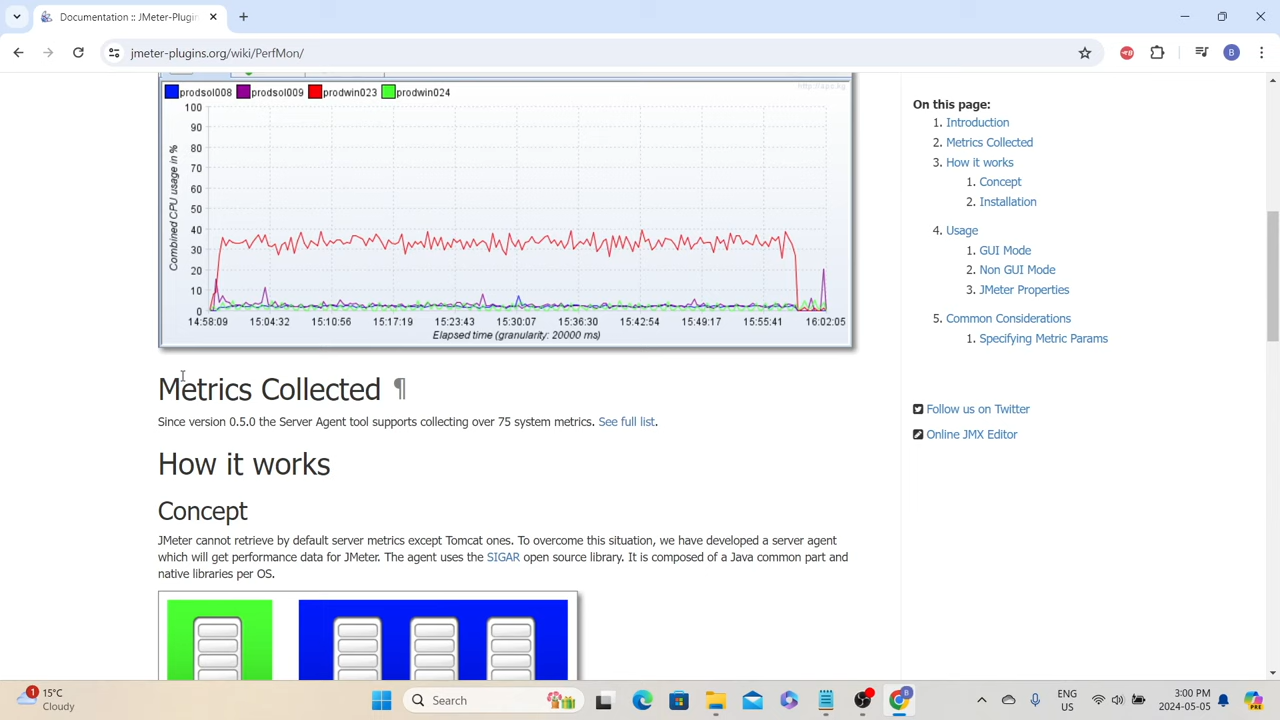 Documentation :: JMeter-Plugins
jmeter-plugins.org/wiki/PerfMon/
B
prodsol008 prodsol009 prodwin023 prodwin024
http://apc.kg
100
90
80
70
60
50
40
30
20
10
0
Combined CPU usage in %
14:58:09 15:04:32 15:10:56 15:17:19 15:23:43 15:30:07 15:36:30 15:42:54 15:49:17 15:55:41 16:02:05
Elapsed time (granularity: 20000 ms)
Metrics Collected ¶
Since version 0.5.0 the Server Agent tool supports collecting over 75 system metrics. See full list.
How it works
Concept
JMeter cannot retrieve by default server metrics except Tomcat ones. To overcome this situation, we have developed a server agent
which will get performance data for JMeter. The agent uses the SIGAR open source library. It is composed of a Java common part and
native libraries per OS.
On this page:
1. Introduction
2. Metrics Collected
3. How it works
1. Concept
2. Installation
4. Usage
1. GUI Mode
2. Non GUI Mode
3. JMeter Properties
5. Common Considerations
1. Specifying Metric Params
Follow us on Twitter
Online JMX Editor
1
15°C
Cloudy
Search
B
ENG
US
3:00 PM
2024-05-05
PRE